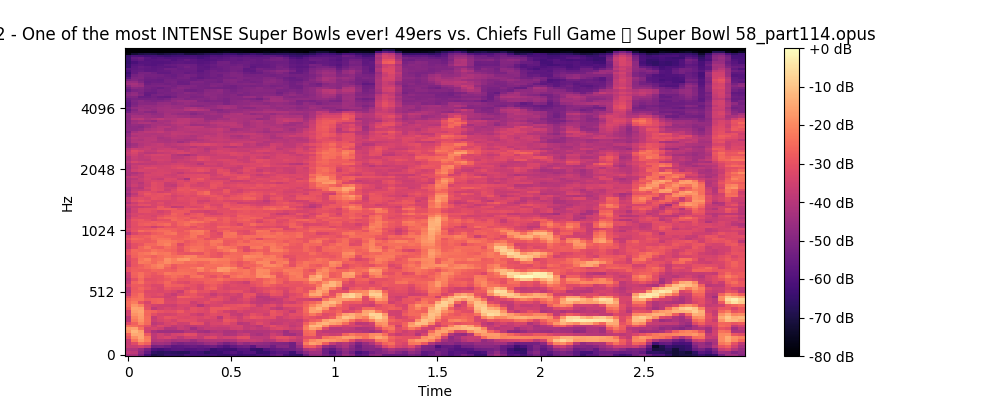 2 - One of the most INTENSE Super Bowls ever! 49ers vs. Chiefs Full Game 􏿮 Super Bowl 58_part114.opus
+0 dB
4096
-10 dB
-20 dB
2048
-30 dB
Hz
1024
-40 dB
-50 dB
512
-60 dB
-70 dB
0
-80 dB
0 0.5 1 1.5 2 2.5
Time